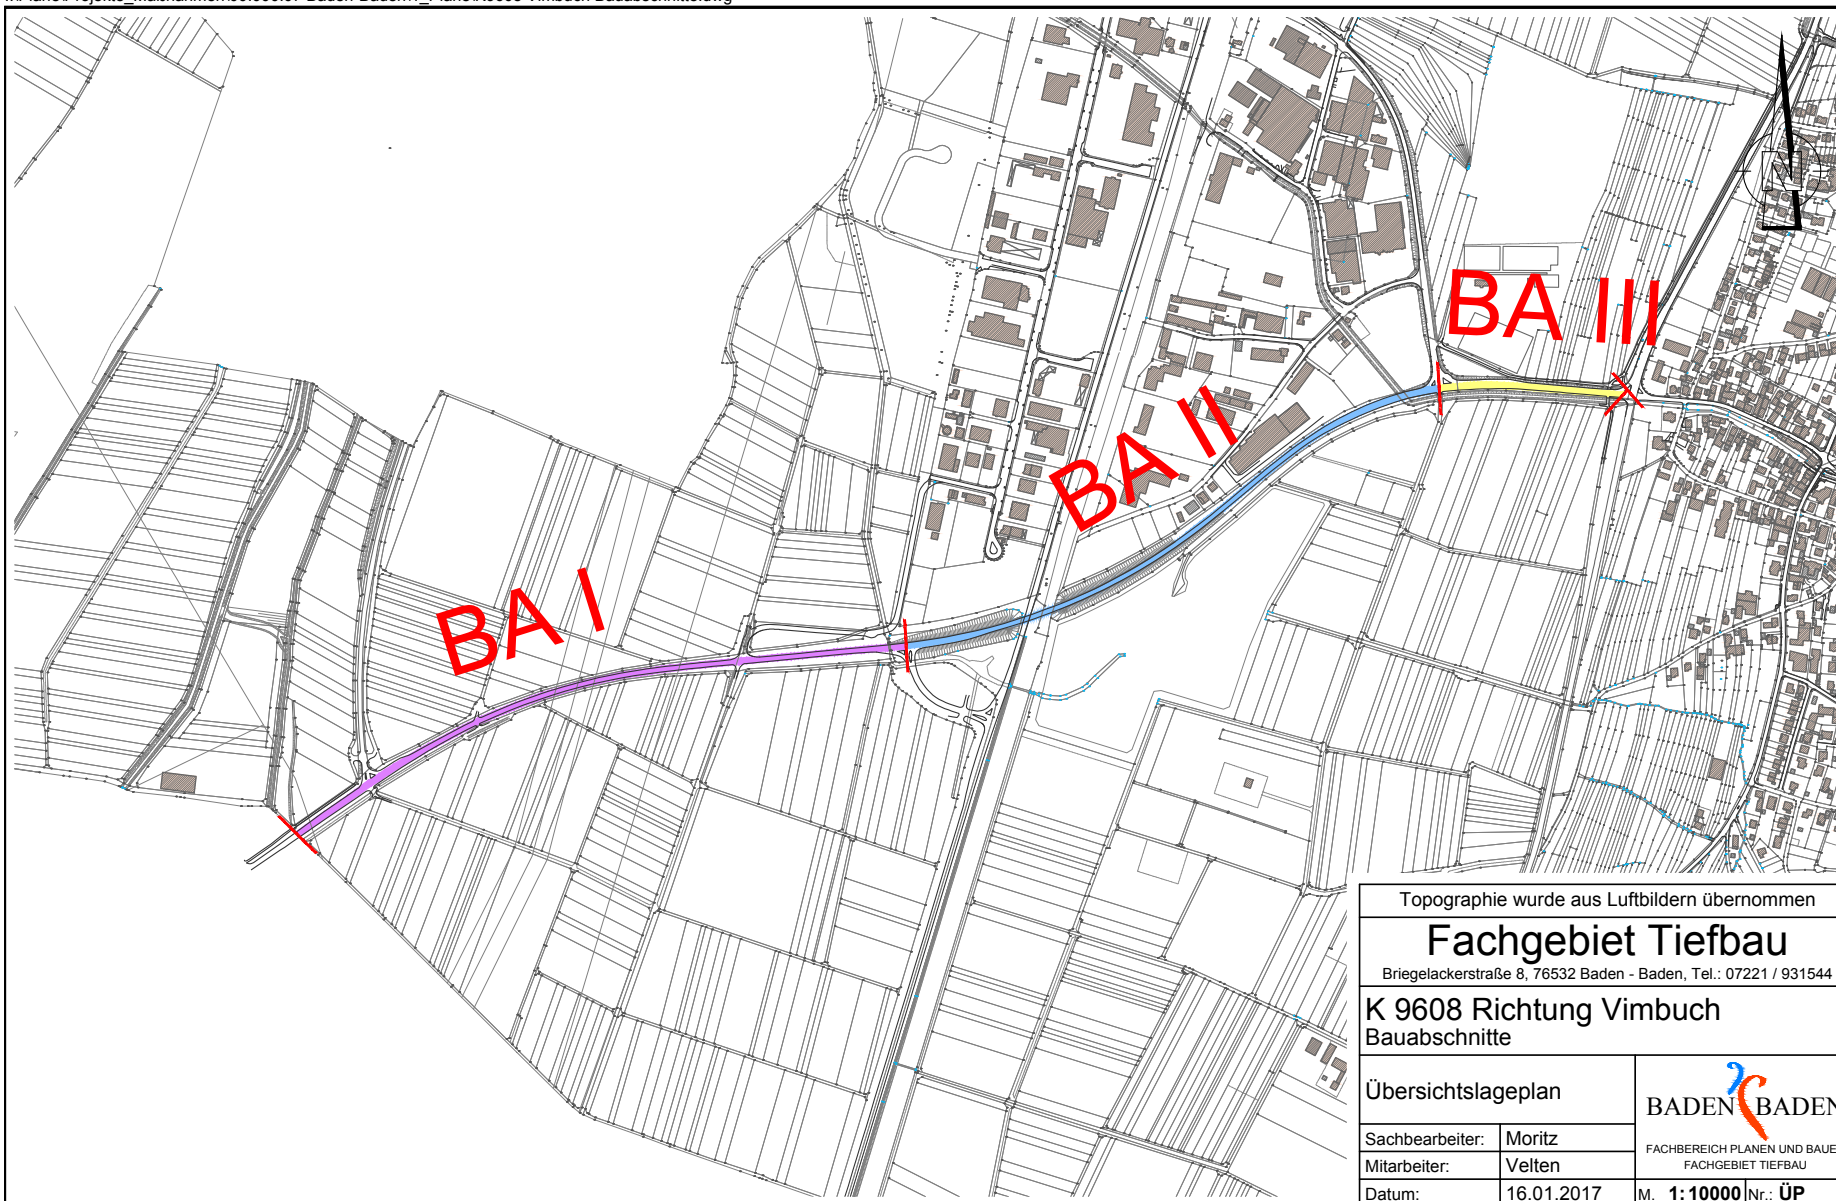 BA III
BA II
BA I
Topographie wurde aus Luftbildern übernommen
Fachgebiet Tiefbau
Briegelackerstraße 8, 76532 Baden - Baden, Tel.: 07221 / 931544
K 9608 Richtung Vimbuch
Bauabschnitte
Übersichtslageplan
BADEN BADEN
FACHBEREICH PLANEN UND BAUE
FACHGEBIET TIEFBAU
Sachbearbeiter: Moritz
Mitarbeiter: Velten
Datum: 16.01.2017 M. 1:10000 Nr.: ÜP